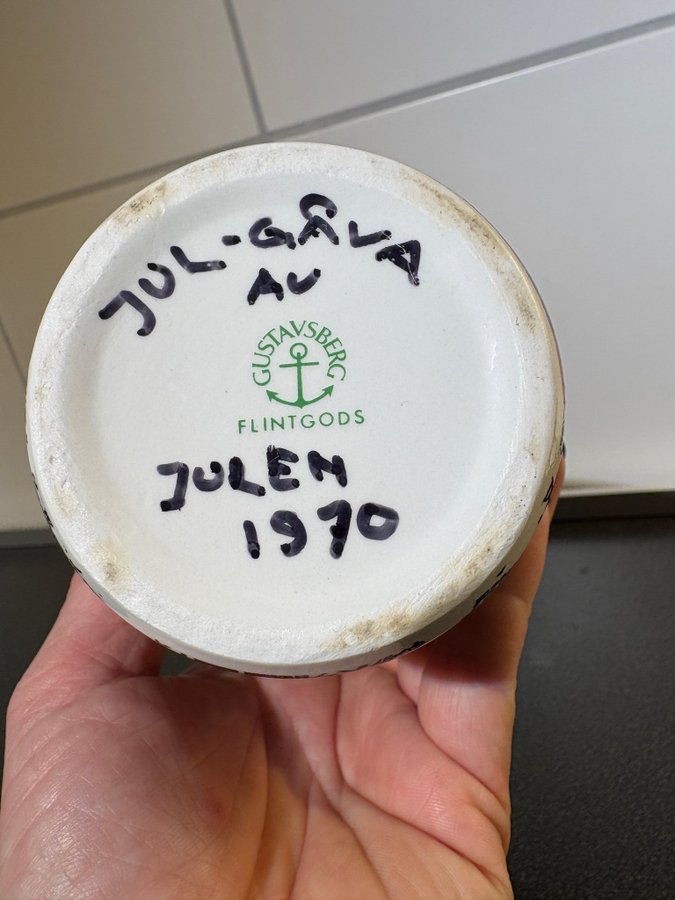 JUL-GÅVA
AV
GUSTAVSBERG
FLINTGODS
JULEN
1970